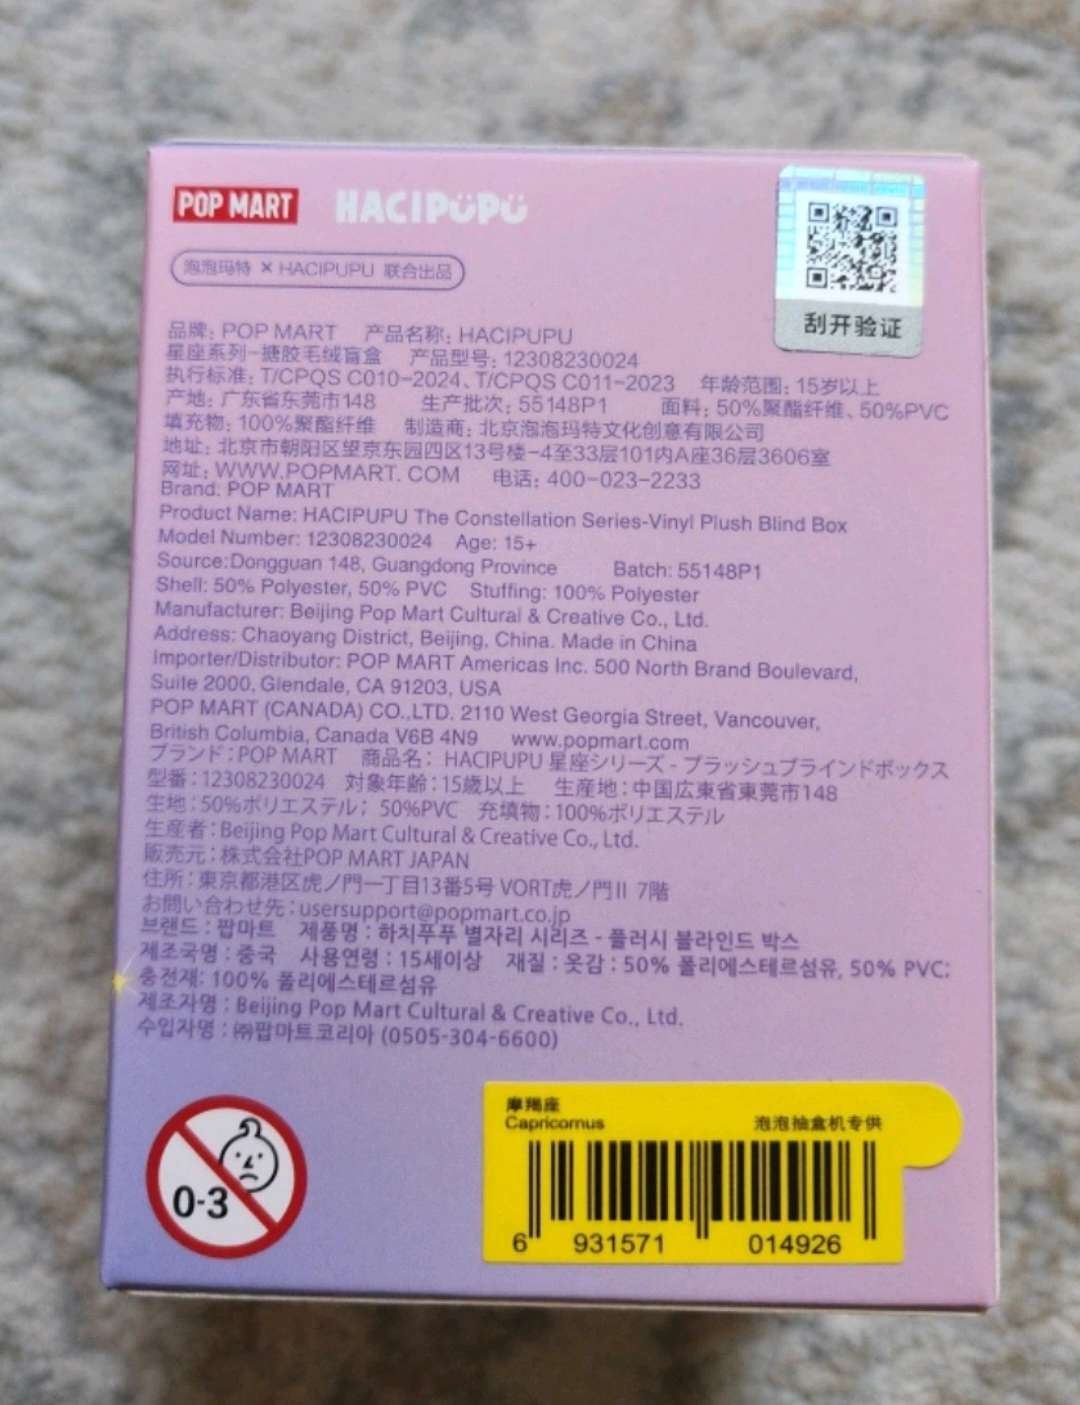 POP MART HACIPÜPÜ
泡泡玛特 × HACIPUPU 联合出品
刮开验证
品牌: POP MART 产品名称: HACIPUPU
星座系列-搪胶毛绒盲盒 产品型号: 12308230024
执行标准: T/CPQS C010-2024、T/CPQS C011-2023 年龄范围: 15岁以上
产地: 广东省东莞市148 生产批次: 55148P1 面料: 50%聚酯纤维、50%PVC
填充物: 100%聚酯纤维 制造商: 北京泡泡玛特文化创意有限公司
地址: 北京市朝阳区望京东园四区13号楼-4至33层101内A座36层3606室
网址: WWW.POPMART. COM 电话: 400-023-2233
Brand: POP MART
Product Name: HACIPUPU The Constellation Series-Vinyl Plush Blind Box
Model Number: 12308230024 Age: 15+
Source:Dongguan 148, Guangdong Province Batch: 55148P1
Shell: 50% Polyester, 50% PVC Stuffing: 100% Polyester
Manufacturer: Beijing Pop Mart Cultural & Creative Co., Ltd.
Address: Chaoyang District, Beijing, China. Made in China
Importer/Distributor: POP MART Americas Inc. 500 North Brand Boulevard,
Suite 2000, Glendale, CA 91203, USA
POP MART (CANADA) CO.,LTD. 2110 West Georgia Street, Vancouver,
British Columbia, Canada V6B 4N9 www.popmart.com
ブランド:POP MART 商品名: HACIPUPU 星座シリーズ - プラッシュブラインドボックス
型番:12308230024 対象年齢:15歳以上 生産地:中国広東省東莞市148
生地:50%ポリエステル; 50%PVC 充填物:100%ポリエステル
生産者:Beijing Pop Mart Cultural & Creative Co., Ltd.
販売元:株式会社POP MART JAPAN
住所:東京都港区虎ノ門一丁目13番5号 VORT虎ノ門II 7階
お問い合わせ先:usersupport@popmart.co.jp
브랜드 : 팝마트 제품명 : 하치푸푸 별자리 시리즈 - 플러시 블라인드 박스
제조국명 : 중국 사용연령 : 15세이상 재질 : 옷감 : 50% 폴리에스테르섬유, 50% PVC;
충전재: 100% 폴리에스테르섬유
제조자명 : Beijing Pop Mart Cultural & Creative Co., Ltd.
수입자명 : ㈜팝마트코리아 (0505-304-6600)
0-3
摩羯座
Capricornus 泡泡抽盒机专供
6 931571 014926